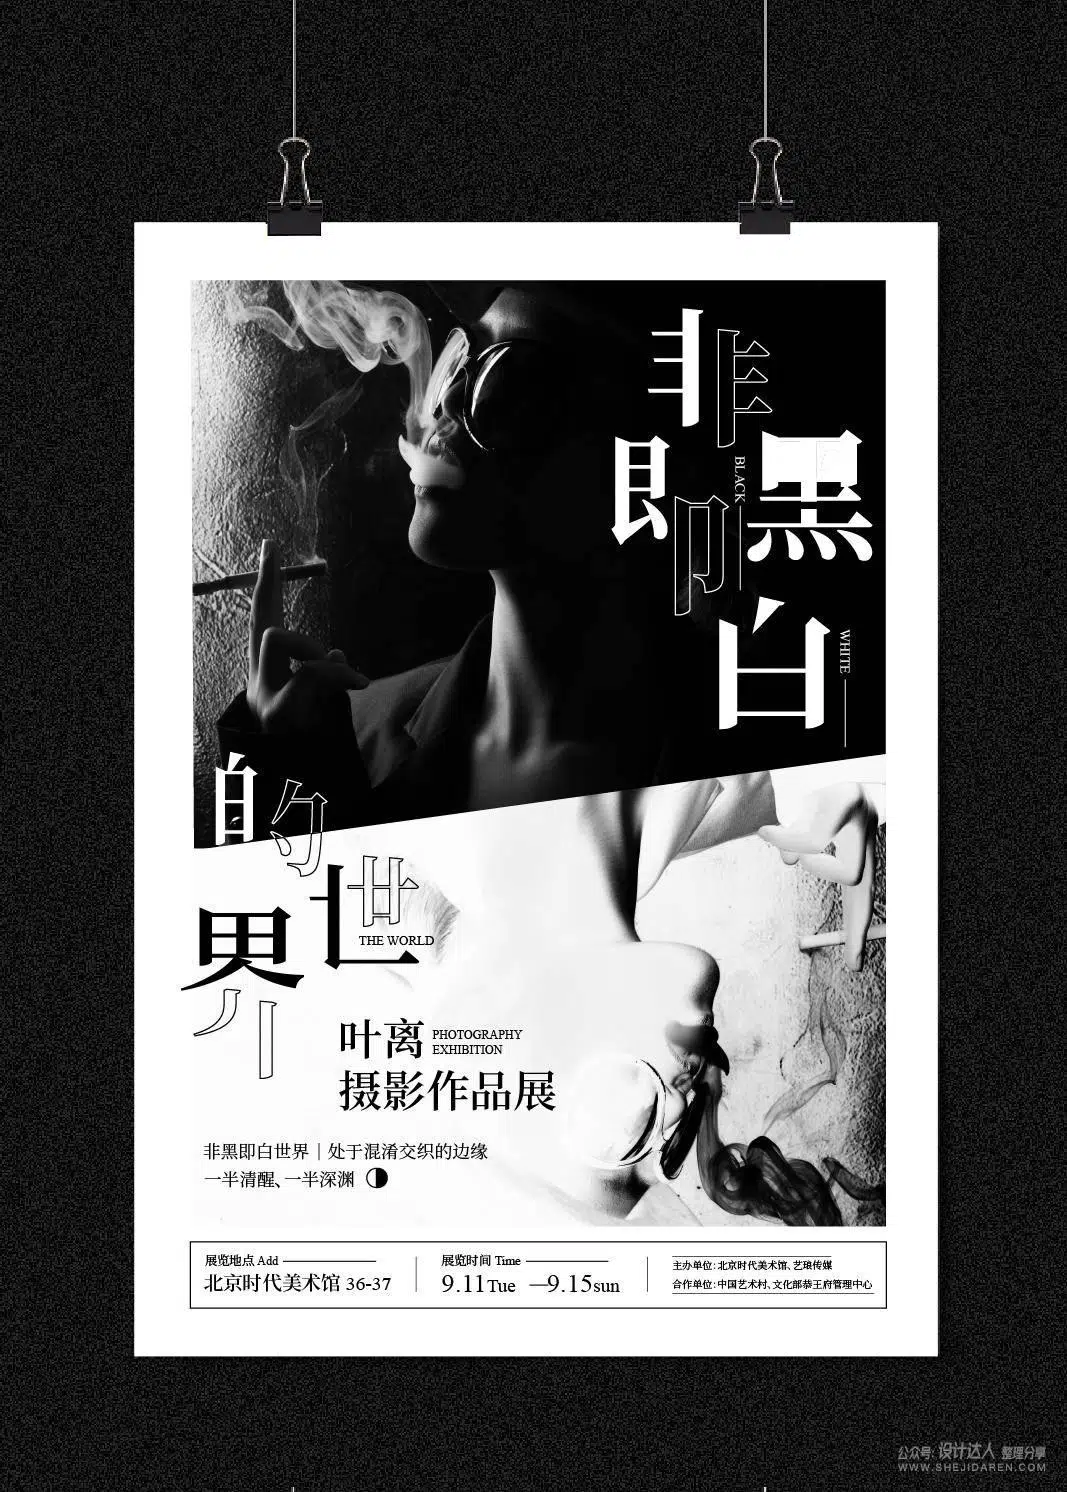 非
即黑
BLACK
白
WHITE
的
世
THE WORLD
界
叶离 PHOTOGRAPHY
EXHIBITION
摄影作品展
非黑即白世界｜处于混淆交织的边缘
一半清醒、一半深渊
展览地点 Add
北京时代美术馆 36-37
展览时间 Time
9.11Tue —9.15sun
主办单位:北京时代美术馆、艺琅传媒
合作单位:中国艺术村、文化部恭王府管理中心
公众号:设计达人 整理分享
WWW.SHEJIDAREN.COM